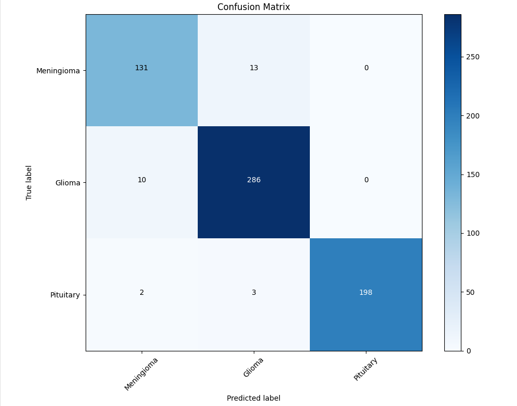 Confusion Matrix
Meningioma 131 13 0
250
200
Glioma 10 286 0
150
100
Pituitary 2 3 198
50
0
True label
Meningioma Glioma Pituitary
Predicted label